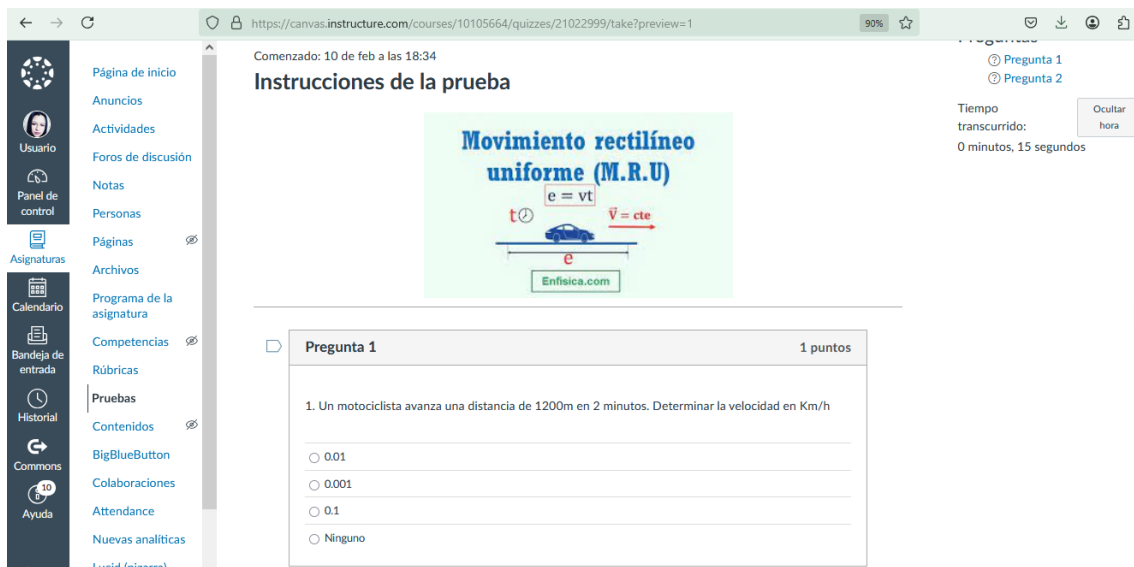 https://canvas.instructure.com/courses/10105664/quizzes/21022999/take?preview=1
90%
Usuario
Panel de
control
Asignaturas
Calendario
Bandeja de
entrada
Historial
Commons
10
Ayuda
Página de inicio
Anuncios
Actividades
Foros de discusión
Notas
Personas
Páginas
Archivos
Programa de la
asignatura
Competencias
Rúbricas
Pruebas
Contenidos
BigBlueButton
Colaboraciones
Attendance
Nuevas analíticas
Comenzado: 10 de feb a las 18:34
Instrucciones de la prueba
Movimiento rectilíneo
uniforme (M.R.U)
e = vt
t
V⃗ = cte
e
Enfisica.com
Pregunta 1
1 puntos
1. Un motociclista avanza una distancia de 1200m en 2 minutos. Determinar la velocidad en Km/h
0.01
0.001
0.1
Ninguno
Preguntas
Pregunta 1
Pregunta 2
Tiempo
transcurrido:
0 minutos, 15 segundos
Ocultar
hora